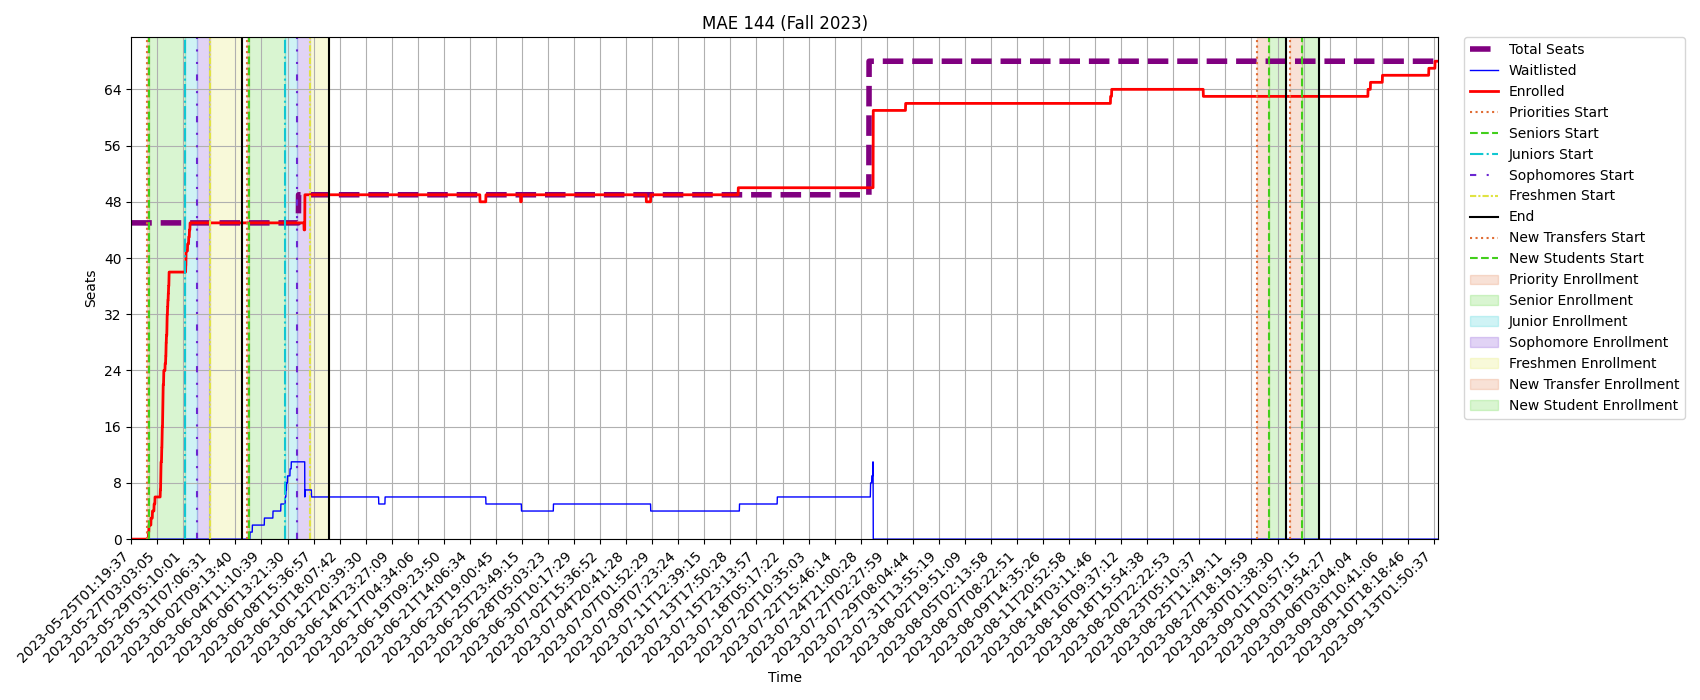 MAE 144 (Fall 2023)
Seats
64
56
48
40
32
24
16
8
0
2023-05-25T01:19:37
2023-05-27T03:03:05
2023-05-29T05:10:01
2023-05-31T07:06:31
2023-06-02T09:13:40
2023-06-04T11:10:39
2023-06-06T13:21:30
2023-06-08T15:36:57
2023-06-10T18:07:42
2023-06-12T20:39:30
2023-06-14T23:27:09
2023-06-17T04:34:06
2023-06-19T09:23:50
2023-06-21T14:06:34
2023-06-23T19:00:45
2023-06-25T23:49:15
2023-06-28T05:03:23
2023-06-30T10:17:29
2023-07-02T15:36:52
2023-07-04T20:41:28
2023-07-07T01:52:29
2023-07-09T07:23:24
2023-07-11T12:39:15
2023-07-13T17:50:28
2023-07-15T23:13:57
2023-07-18T05:17:22
2023-07-20T10:35:03
2023-07-22T15:46:14
2023-07-24T21:00:28
2023-07-27T02:27:59
2023-07-29T08:04:44
2023-07-31T13:55:19
2023-08-02T19:51:09
2023-08-05T02:13:58
2023-08-07T08:22:51
2023-08-09T14:35:26
2023-08-11T20:52:58
2023-08-14T03:11:46
2023-08-16T09:37:12
2023-08-18T15:54:38
2023-08-20T22:22:53
2023-08-23T05:10:37
2023-08-25T11:49:11
2023-08-27T18:19:59
2023-08-30T01:38:30
2023-09-01T10:57:15
2023-09-03T19:54:27
2023-09-06T03:04:04
2023-09-08T10:41:06
2023-09-10T18:18:46
2023-09-13T01:50:37
Time
Total Seats
Waitlisted
Enrolled
Priorities Start
Seniors Start
Juniors Start
Sophomores Start
Freshmen Start
End
New Transfers Start
New Students Start
Priority Enrollment
Senior Enrollment
Junior Enrollment
Sophomore Enrollment
Freshmen Enrollment
New Transfer Enrollment
New Student Enrollment